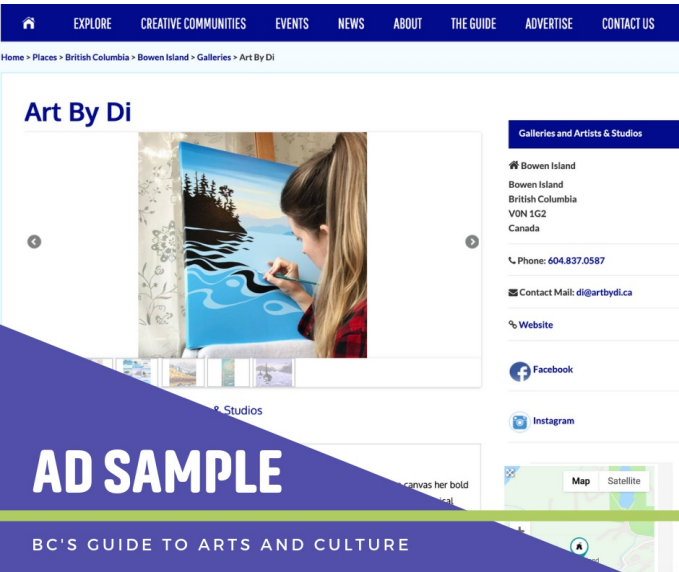 EXPLORE CREATIVE COMMUNITIES EVENTS NEWS ABOUT THE GUIDE ADVERTISE CONTACT US
Home > Places > British Columbia > Bowen Island > Galleries > Art By Di
Art By Di
Galleries and Artists & Studios
Bowen Island
Bowen Island
British Columbia
V0N 1G2
Canada
Phone: 604.837.0587
Contact Mail: di@artbydi.ca
Website
Facebook
Instagram
& Studios
canvas her bold
Map Satellite
AD SAMPLE
BC'S GUIDE TO ARTS AND CULTURE